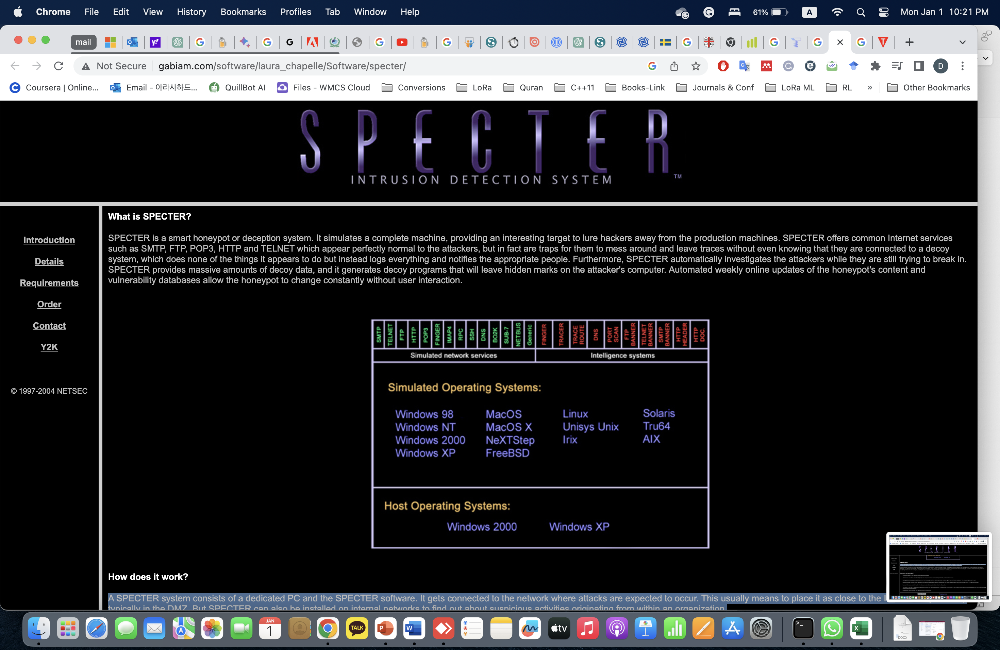 Chrome File Edit View History Bookmarks Profiles Tab Window Help 61% A Mon Jan 1 10:21 PM
mail
Not Secure gabiam.com/software/laura_chapelle/Software/specter/ D
Coursera | Online... Email - 아라사하드... QuillBot AI Files - WMCS Cloud Conversions LoRa Quran C++11 Books-Link Journals & Conf LoRa ML RL » Other Bookmarks
SPECTER TM
INTRUSION DETECTION SYSTEM
Introduction
Details
Requirements
Order
Contact
Y2K
© 1997-2004 NETSEC
What is SPECTER?
SPECTER is a smart honeypot or deception system. It simulates a complete machine, providing an interesting target to lure hackers away from the production machines. SPECTER offers common Internet services
such as SMTP, FTP, POP3, HTTP and TELNET which appear perfectly normal to the attackers, but in fact are traps for them to mess around and leave traces without even knowing that they are connected to a decoy
system, which does none of the things it appears to do but instead logs everything and notifies the appropriate people. Furthermore, SPECTER automatically investigates the attackers while they are still trying to break in.
SPECTER provides massive amounts of decoy data, and it generates decoy programs that will leave hidden marks on the attacker's computer. Automated weekly online updates of the honeypot's content and
vulnerability databases allow the honeypot to change constantly without user interaction.
SMTP TELNET FTP HTTP POP3 FINGER IMAP4 RPC SSH DNS BO2K SUB-7 NETBUS Generic FINGER TRACER TRACE ROUTE DNS PORT SCAN FTP BANNER TELNET BANNER SMTP BANNER HTTP HEADER HTTP DOC.
Simulated network services Intelligence systems
Simulated Operating Systems:
Windows 98 MacOS Linux Solaris
Windows NT MacOS X Unisys Unix Tru64
Windows 2000 NeXTStep Irix AIX
Windows XP FreeBSD
Host Operating Systems:
Windows 2000 Windows XP
How does it work?
A SPECTER system consists of a dedicated PC and the SPECTER software. It gets connected to the network where attacks are expected to occur. This usually means to place it as close to the
typically in the DMZ. But SPECTER can also be installed on internal networks to find out about suspicious activities originating from within an organization.
JAN
1
TALK
P
W
tv
X
DOCX